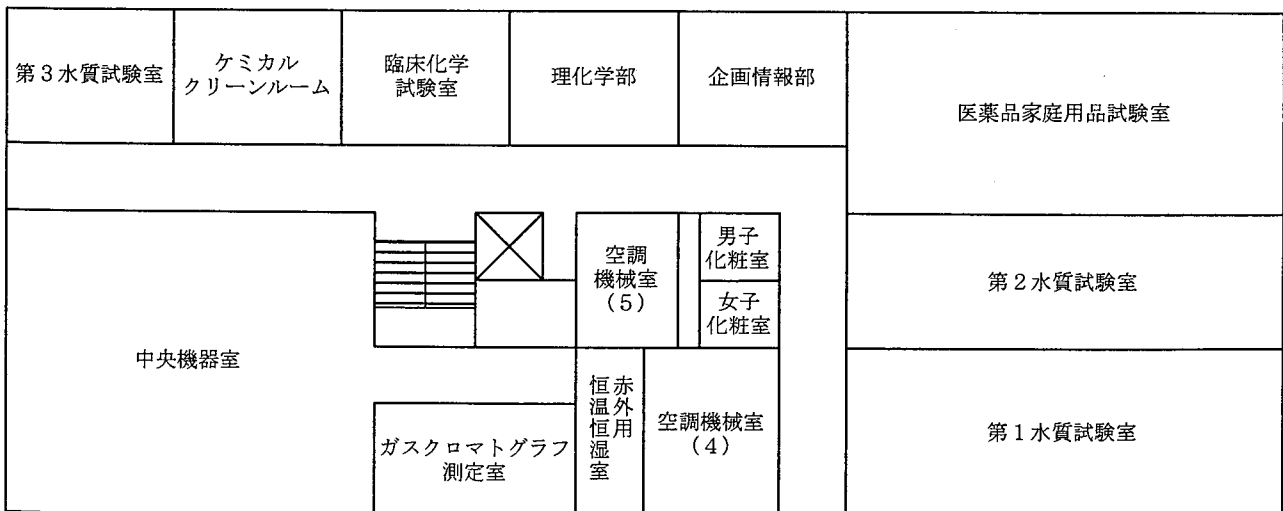 第3水質試験室
ケミカル
クリーンルーム
臨床化学
試験室
理化学部
企画情報部
医薬品家庭用品試験室
空調
機械室
(5)
男子
化粧室
女子
化粧室
第2水質試験室
中央機器室
赤外用
恒温恒湿室
空調機械室
(4)
ガスクロマトグラフ
測定室
第1水質試験室